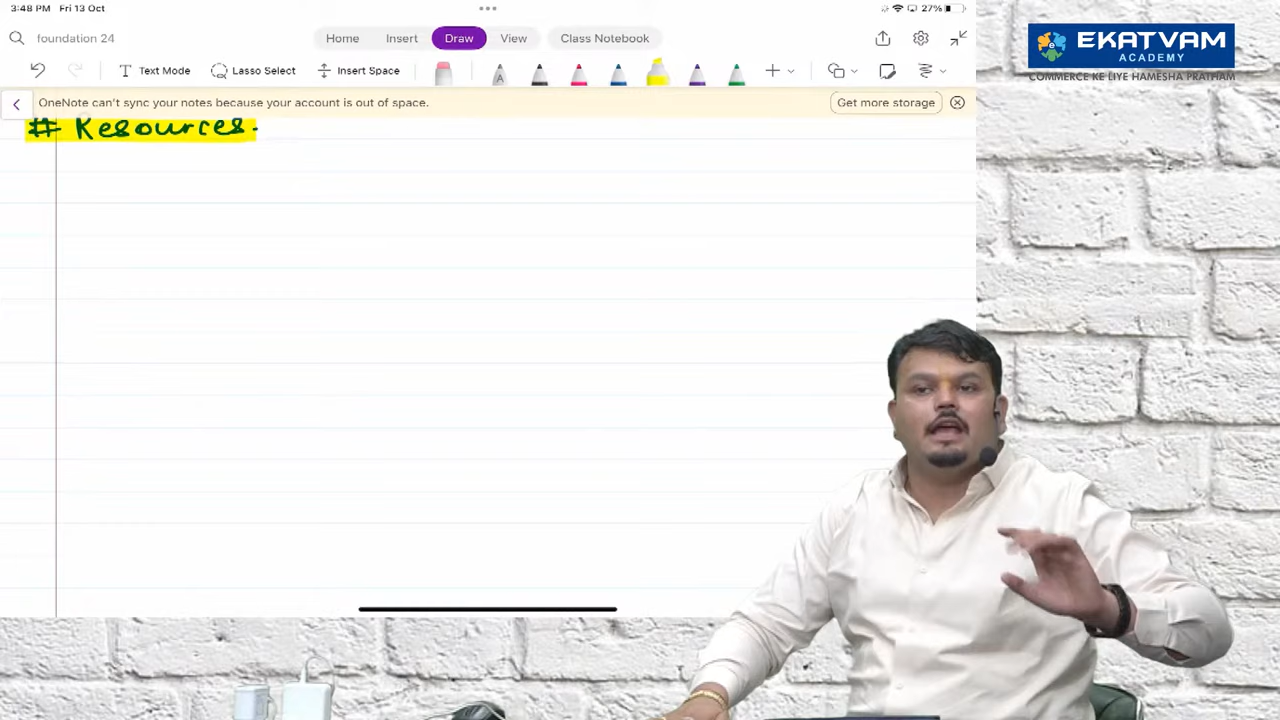 3:48 PM Fri 13 Oct
27%
foundation 24
Home Insert Draw View Class Notebook
Text Mode Lasso Select Insert Space
OneNote can't sync your notes because your account is out of space.
Get more storage
# Resources.
EKATVAM
ACADEMY
COMMERCE KE LIYE HAMESHA PRATHAM